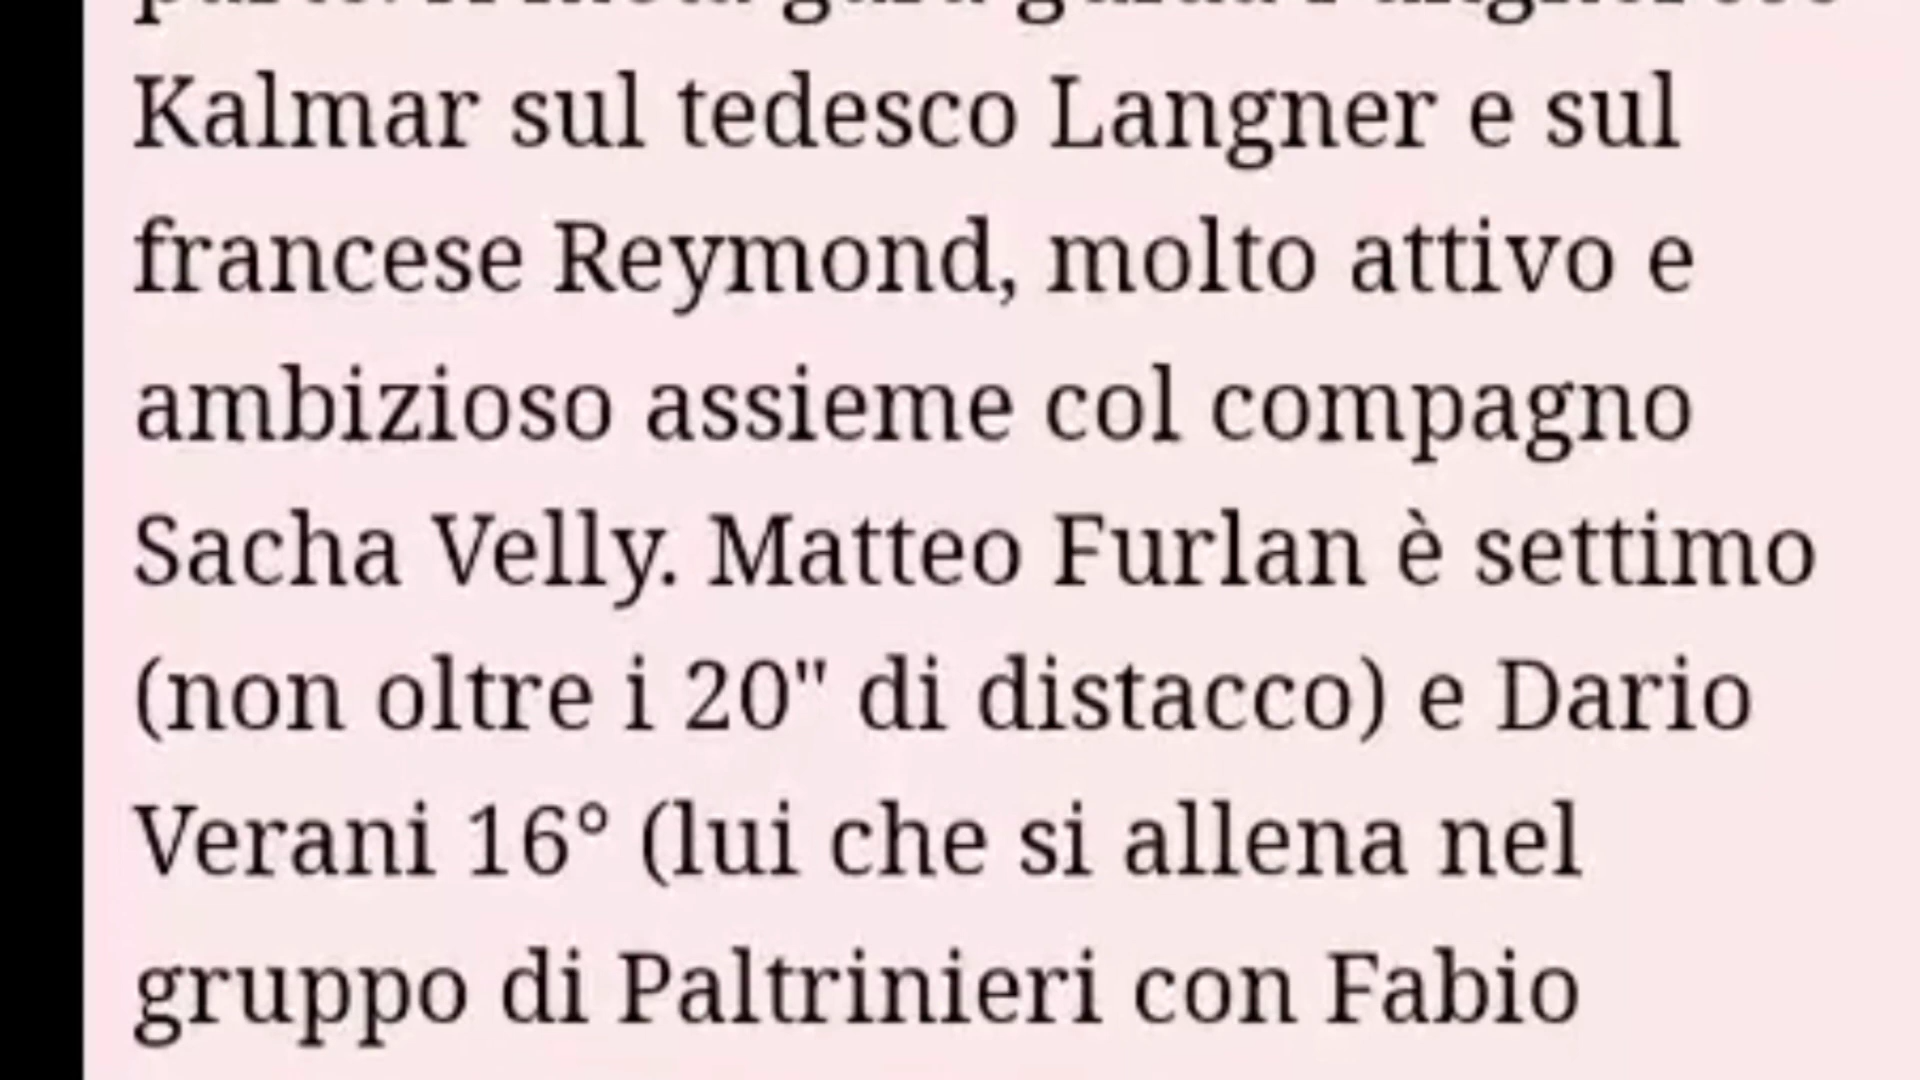 Kalmar sul tedesco Langner e sul
francese Reymond, molto attivo e
ambizioso assieme col compagno
Sacha Velly. Matteo Furlan è settimo
(non oltre i 20" di distacco) e Dario
Verani 16° (lui che si allena nel
gruppo di Paltrinieri con Fabio